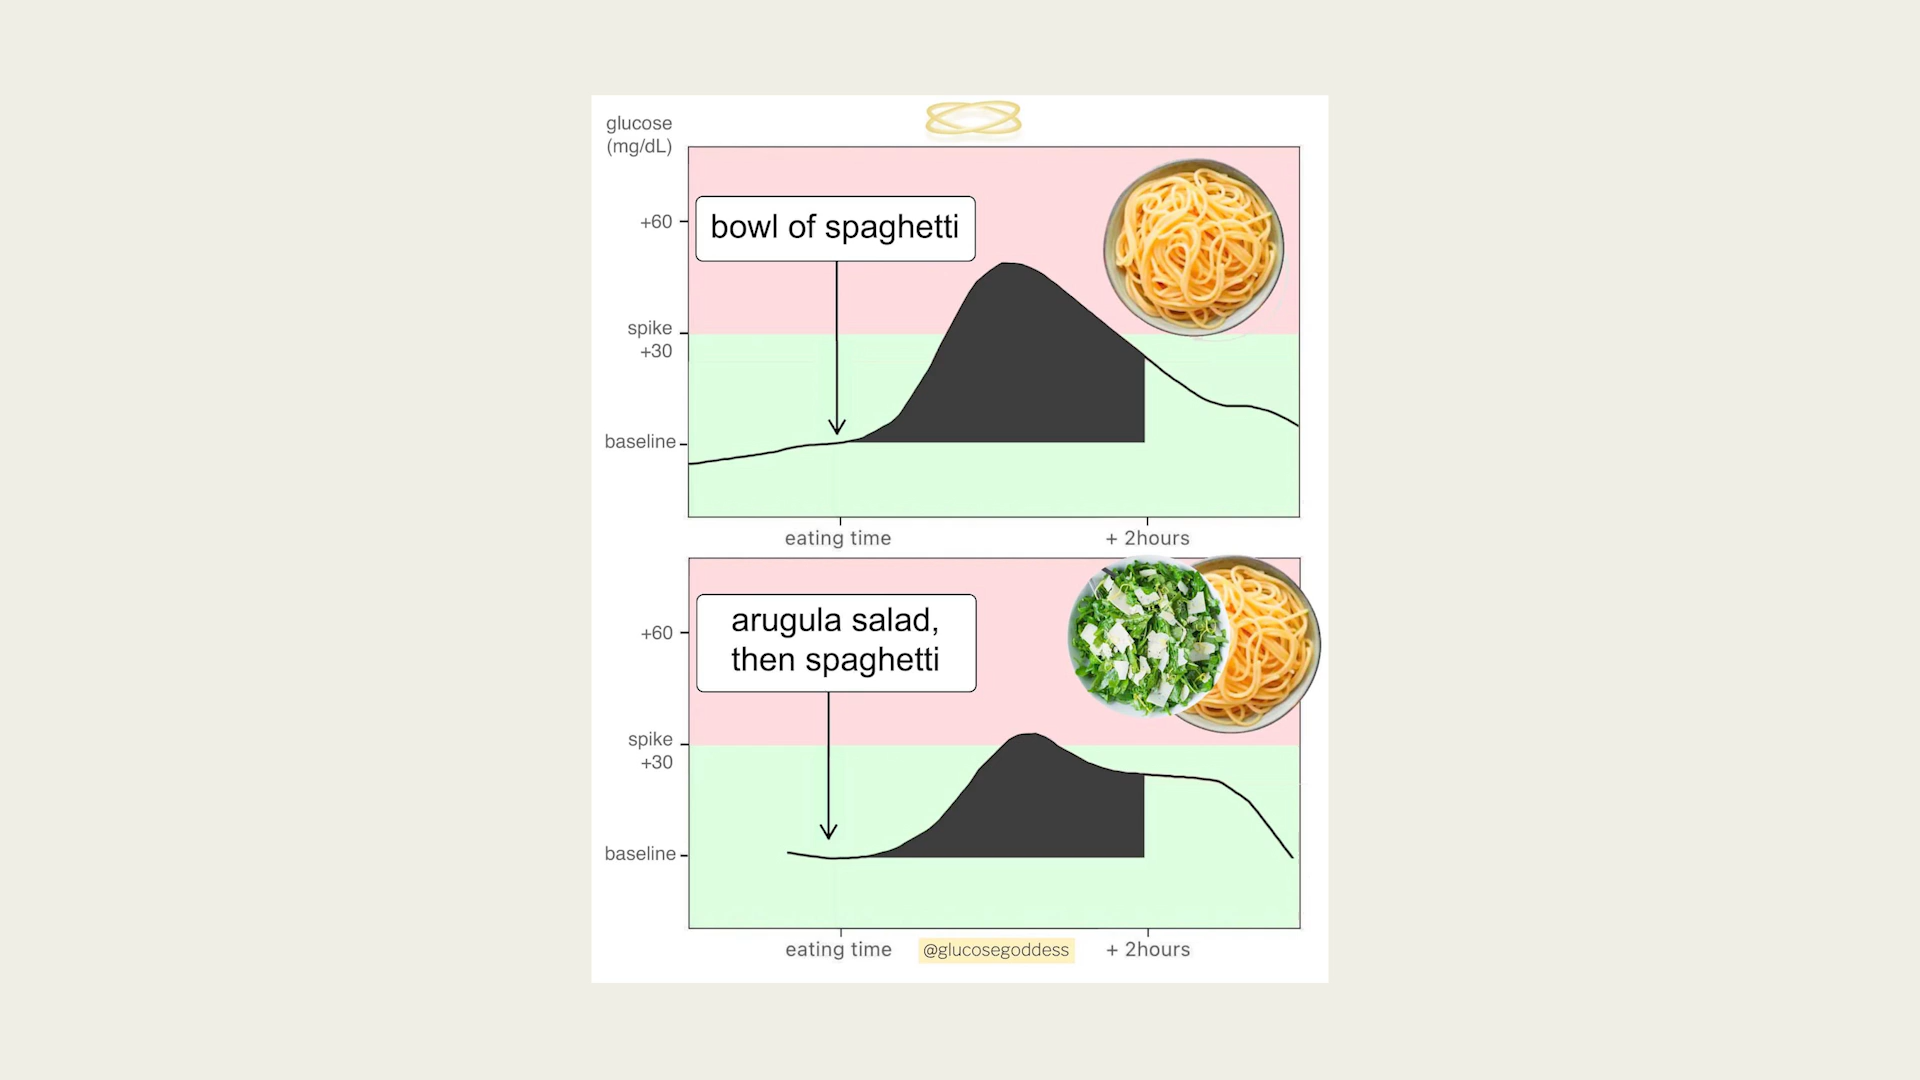 glucose
(mg/dL)
+60
bowl of spaghetti
spike
+30
baseline
eating time
+ 2hours
+60
arugula salad,
then spaghetti
spike
+30
baseline
eating time
@glucosegoddess
+ 2hours